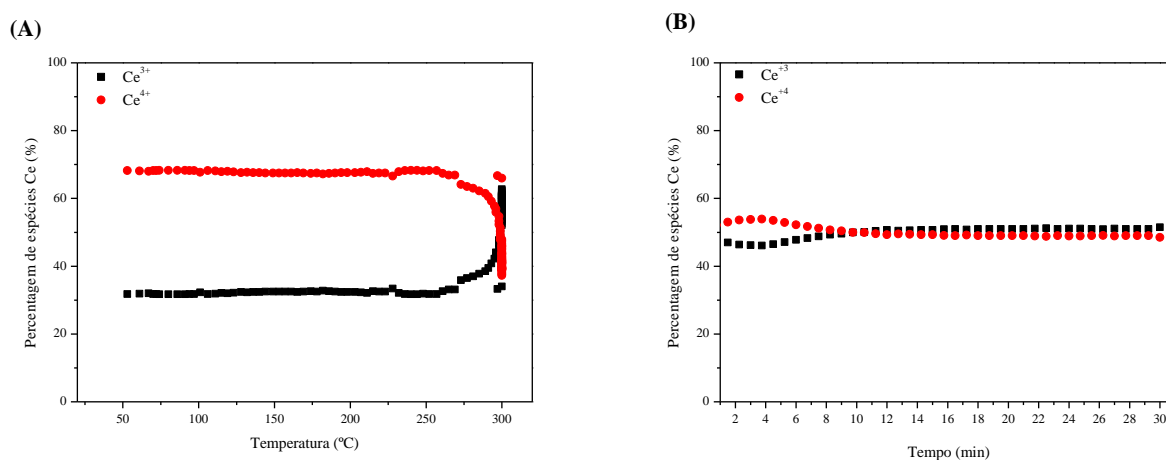 (A)
Ce3+
Ce4+
Percentagem de espécies Ce (%)
100
80
60
40
20
0
50 100 150 200 250 300
Temperatura (ºC)
(B)
Ce+3
Ce+4
Percentagem de espécies Ce (%)
100
80
60
40
20
0
2 4 6 8 10 12 14 16 18 20 22 24 26 28 30
Tempo (min)